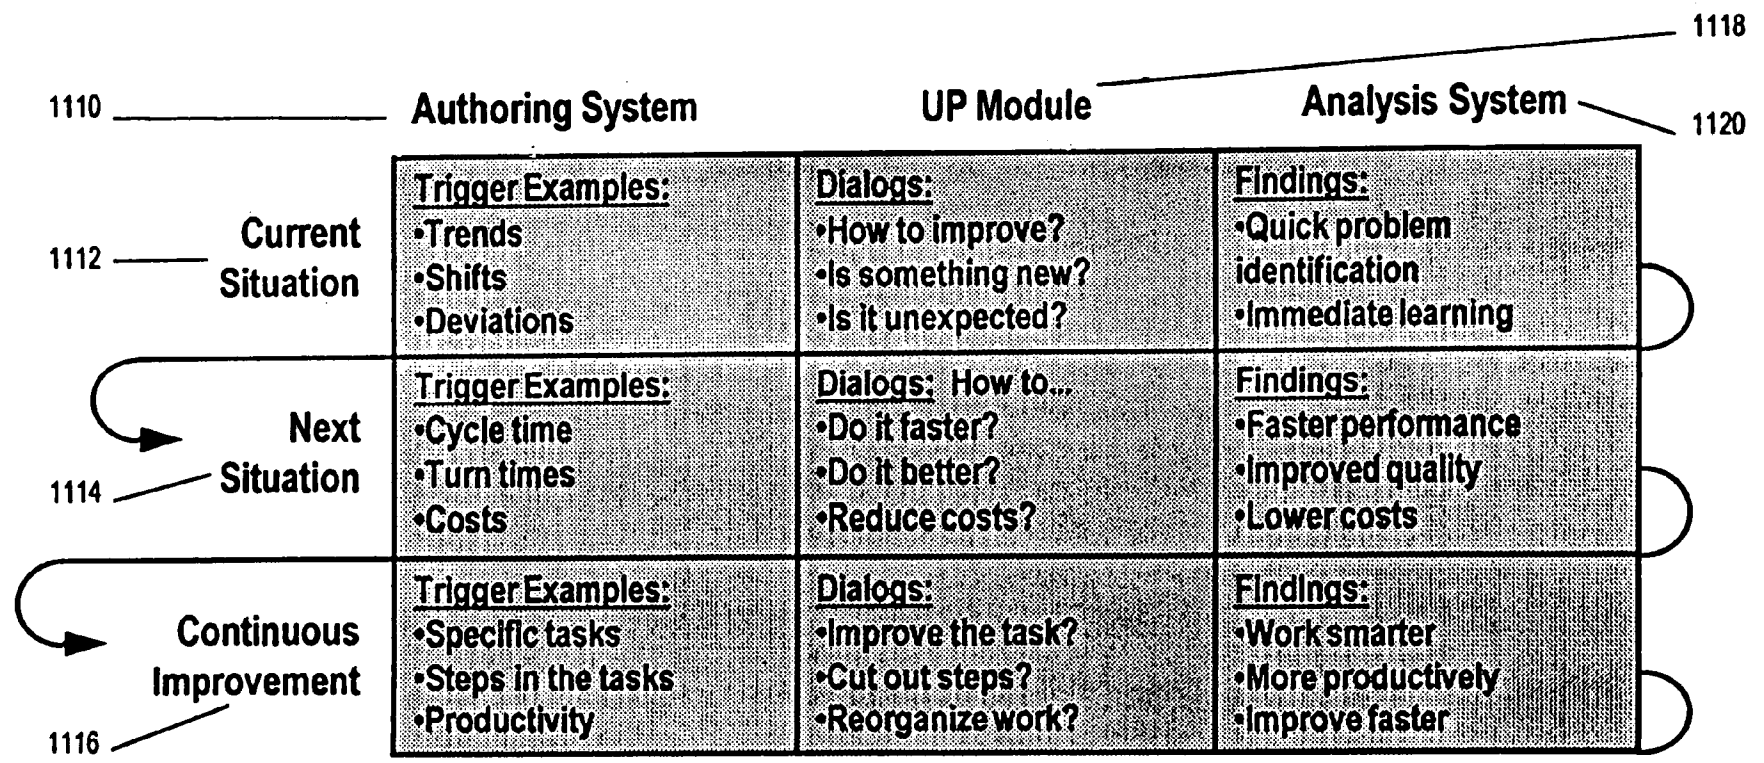 1118
1110
Authoring System
UP Module
Analysis System
1120
Current
Situation
1112
Trigger Examples:
•Trends
•Shifts
•Deviations
Dialogs:
•How to improve?
•Is something new?
•Is it unexpected?
Findings:
•Quick problem
identification
•Immediate learning
Next
Situation
1114
Trigger Examples:
•Cycle time
•Turn times
•Costs
Dialogs: How to...
•Do it faster?
•Do it better?
•Reduce costs?
Findings:
•Faster performance
•Improved quality
•Lower costs
Continuous
Improvement
1116
Trigger Examples:
•Specific tasks
•Steps in the tasks
•Productivity
Dialogs:
•Improve the task?
•Cut out steps?
•Reorganize work?
Findings:
•Work smarter
•More productively
•Improve faster